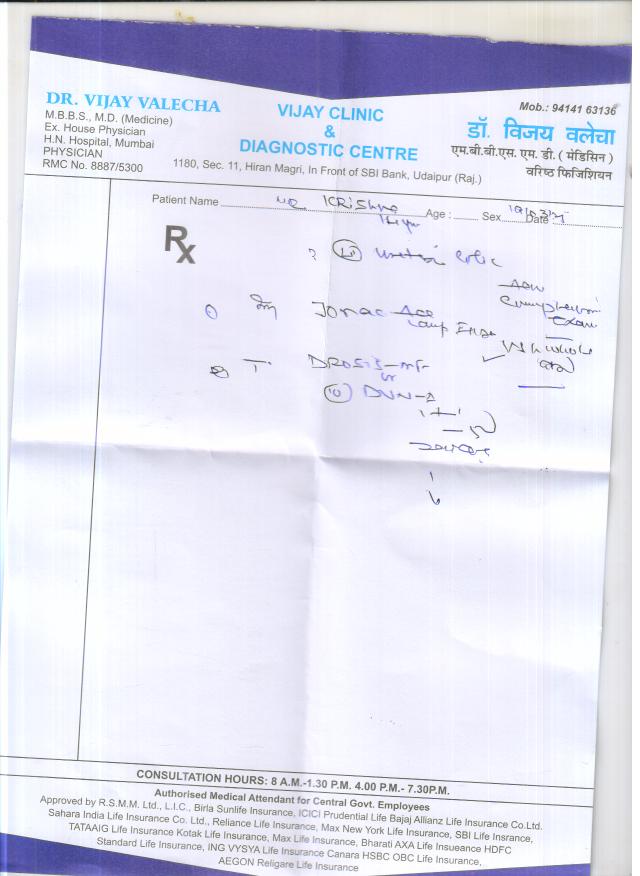 DR. VIJAY VALECHA
M.B.B.S., M.D. (Medicine)
Ex. House Physician
H.N. Hospital, Mumbai
PHYSICIAN
RMC No. 8887/5300
VIJAY CLINIC
&
DIAGNOSTIC CENTRE
1180, Sec. 11, Hiran Magri, In Front of SBI Bank, Udaipur (Raj.)
Mob.: 94141 63136
डॉ. विजय वलेचा
एम.बी.बी.एस. एम. डी. ( मेडिसिन )
वरिष्ठ फिजिशियन
Patient Name Mr Krishna Age : Sex Date
Rx
? Colic
Jonac
T. DROSIS-M
10
CONSULTATION HOURS: 8 A.M.-1.30 P.M. 4.00 P.M.- 7.30P.M.
Authorised Medical Attendant for Central Govt. Employees
Approved by R.S.M.M. Ltd., L.I.C., Birla Sunlife Insurance, ICICI Prudential Life Bajaj Allianz Life Insurance Co.Ltd.
Sahara India Life Insurance Co. Ltd., Reliance Life Insurance, Max New York Life Insurance, SBI Life Insrance,
TATAAIG Life Insurance Kotak Life Insurance, Max Life Insurance, Bharati AXA Life Insueance HDFC
Standard Life Insurance, ING VYSYA Life Insurance Canara HSBC OBC Life Insurance,
AEGON Religare Life Insurance